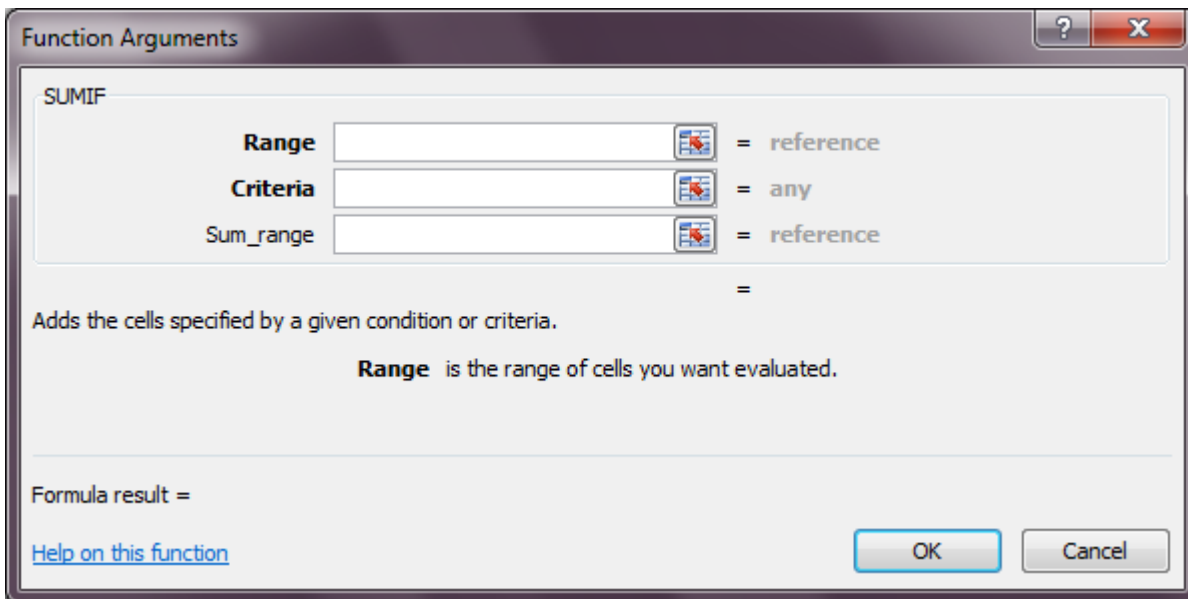 Function Arguments
SUMIF
Range = reference
Criteria = any
Sum_range = reference
=
Adds the cells specified by a given condition or criteria.
Range is the range of cells you want evaluated.
Formula result =
Help on this function
OK Cancel